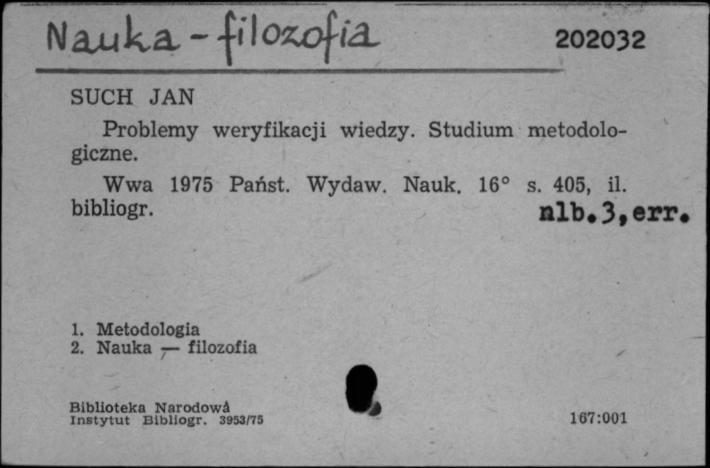 Nauka - filozofia
202032
SUCH JAN
Problemy weryfikacji wiedzy. Studium metodolo-
giczne.
Wwa 1975 Państ. Wydaw. Nauk. 16° s. 405, il.
bibliogr.
nlb.3,err.
1. Metodologia
2. Nauka — filozofia
Biblioteka Narodowa
Instytut Bibliogr. 3953/75
167:001